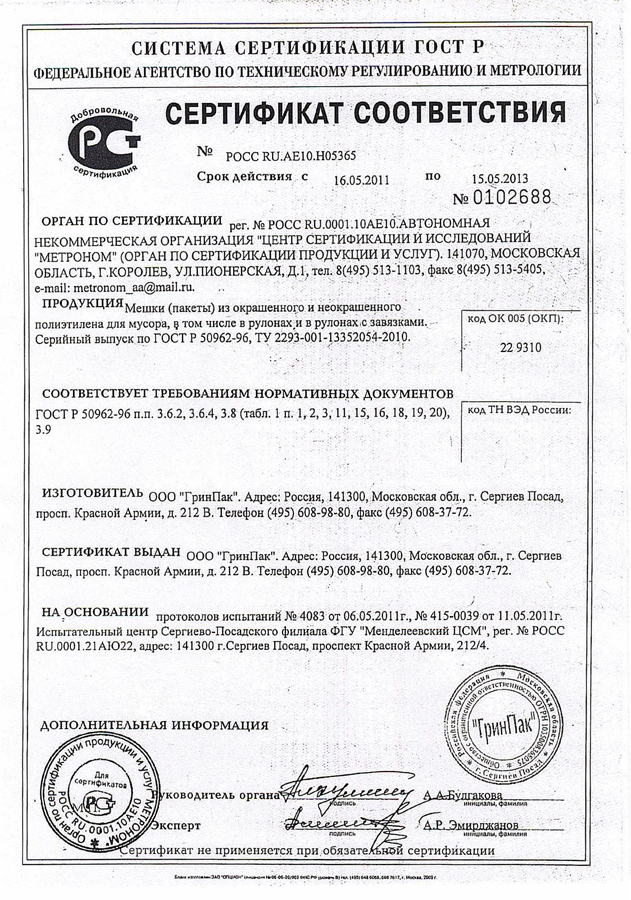 СИСТЕМА СЕРТИФИКАЦИИ ГОСТ Р
ФЕДЕРАЛЬНОЕ АГЕНТСТВО ПО ТЕХНИЧЕСКОМУ РЕГУЛИРОВАНИЮ И МЕТРОЛОГИИ
Добровольная
РСТ
сертификация
СЕРТИФИКАТ СООТВЕТСТВИЯ
№ РОСС RU.АЕ10.Н05365
Срок действия с 16.05.2011 по 15.05.2013
№ 0102688
ОРГАН ПО СЕРТИФИКАЦИИ рег. № РОСС RU.0001.10АЕ10.АВТОНОМНАЯ
НЕКОММЕРЧЕСКАЯ ОРГАНИЗАЦИЯ "ЦЕНТР СЕРТИФИКАЦИИ И ИССЛЕДОВАНИЙ
"МЕТРОНОМ" (ОРГАН ПО СЕРТИФИКАЦИИ ПРОДУКЦИИ И УСЛУГ). 141070, МОСКОВСКАЯ
ОБЛАСТЬ, Г.КОРОЛЕВ, УЛ.ПИОНЕРСКАЯ, Д.1, тел. 8(495) 513-1103, факс 8(495) 513-5405,
e-mail: metronom_aa@mail.ru.
ПРОДУКЦИЯ Мешки (пакеты) из окрашенного и неокрашенного
полиэтилена для мусора, в том числе в рулонах и в рулонах с завязками.
Серийный выпуск по ГОСТ Р 50962-96, ТУ 2293-001-13352054-2010.
код ОК 005 (ОКП):
22 9310
СООТВЕТСТВУЕТ ТРЕБОВАНИЯМ НОРМАТИВНЫХ ДОКУМЕНТОВ
ГОСТ Р 50962-96 п.п. 3.6.2, 3.6.4, 3.8 (табл. 1 п. 1, 2, 3, 11, 15, 16, 18, 19, 20),
3.9
код ТН ВЭД России:
ИЗГОТОВИТЕЛЬ ООО "ГринПак". Адрес: Россия, 141300, Московская обл., г. Сергиев Посад,
просп. Красной Армии, д. 212 В. Телефон (495) 608-98-80, факс (495) 608-37-72.
СЕРТИФИКАТ ВЫДАН ООО "ГринПак". Адрес: Россия, 141300, Московская обл., г. Сергиев
Посад, просп. Красной Армии, д. 212 В. Телефон (495) 608-98-80, факс (495) 608-37-72.
НА ОСНОВАНИИ протоколов испытаний № 4083 от 06.05.2011г., № 415-0039 от 11.05.2011г.
Испытательный центр Сергиево-Посадского филиала ФГУ "Менделеевский ЦСМ", рег. № РОСС
RU.0001.21АЮ22, адрес: 141300 г.Сергиев Посад, проспект Красной Армии, 212/4.
ДОПОЛНИТЕЛЬНАЯ ИНФОРМАЦИЯ
Российская федерация * Московская область * г. Сергиев Посад
"ГринПак"
Орган по сертификации продукции и услуг МЕТРОНОМ
РОСС RU.0001.10АЕ10
Для
сертификатов
РСТ
Руководитель органа
подпись
А.А.Булгакова
инициалы, фамилия
Эксперт
подпись
А.Р. Эмирджанов
инициалы, фамилия
Сертификат не применяется при обязательной сертификации